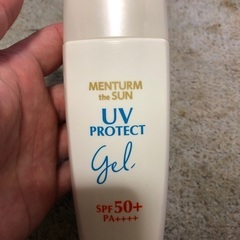 MENTURM
the SUN
UV
PROTECT
Gel
SPF50+
PA++++